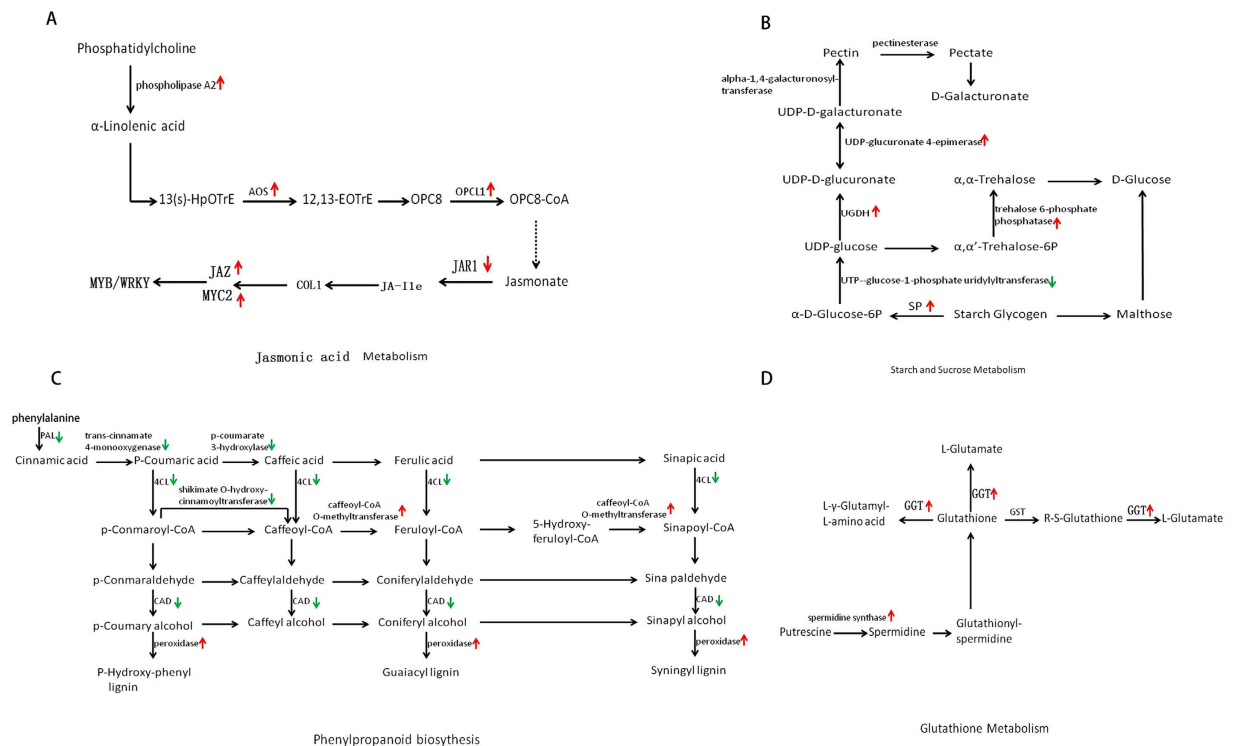 A
Phosphatidylcholine
phospholipase A2
α-Linolenic acid
13(s)-HpOTrE
AOS
12,13-EOTrE
OPC8
OPCL1
OPC8-CoA
MYB/WRKY
JAZ
MYC2
COL1
JA-Ile
JAR1
Jasmonate
Jasmonic acid Metabolism
B
Pectin
pectinesterase
Pectate
alpha-1,4-galacturonosyl-
transferase
D-Galacturonate
UDP-D-galacturonate
UDP-glucuronate 4-epimerase
UDP-D-glucuronate
α,α-Trehalose
D-Glucose
UGDH
trehalose 6-phosphate
phosphatase
UDP-glucose
α,α'-Trehalose-6P
UTP--glucose-1-phosphate uridylyltransferase
α-D-Glucose-6P
SP
Starch Glycogen
Malthose
Starch and Sucrose Metabolism
C
phenylalanine
PAL
trans-cinnamate
4-monooxygenase
p-coumarate
3-hydroxylase
Cinnamic acid
P-Coumaric acid
Caffeic acid
Ferulic acid
Sinapic acid
4CL
4CL
4CL
4CL
shikimate O-hydroxy-
cinnamoyltransferase
caffeoyl-CoA
O-methyltransferase
caffeoyl-CoA
O-methyltransferase
p-Conmaroyl-CoA
Caffeoyl-CoA
Feruloyl-CoA
5-Hydroxy-
feruloyl-CoA
Sinapoyl-CoA
p-Conmaraldehyde
Caffeylaldehyde
Coniferylaldehyde
Sina paldehyde
CAD
CAD
CAD
CAD
p-Coumary alcohol
Caffeyl alcohol
Coniferyl alcohol
Sinapyl alcohol
peroxidase
peroxidase
peroxidase
P-Hydroxy-phenyl
lignin
Guaiacyl lignin
Syningyl lignin
Phenylpropanoid biosythesis
D
L-Glutamate
GGT
L-γ-Glutamyl-
L-amino acid
GGT
Glutathione
GST
R-S-Glutathione
GGT
L-Glutamate
spermidine synthase
Putrescine
Spermidine
Glutathionyl-
spermidine
Glutathione Metabolism